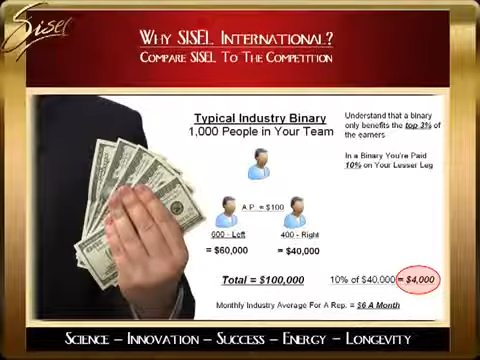 Sisel
Why SISEL International?
Compare SISEL To The Competition
Typical Industry Binary
1,000 People in Your Team
Understand that a binary
only benefits the top 3% of
the earners
In a Binary You're Paid
10% on Your Lesser Leg
A.P. = $100
600 - Left
400 - Right
= $60,000
= $40,000
Total = $100,000
10% of $40,000 = $4,000
Monthly Industry Average For A Rep. = $6 A Month
Science – Innovation – Success – Energy – Longevity